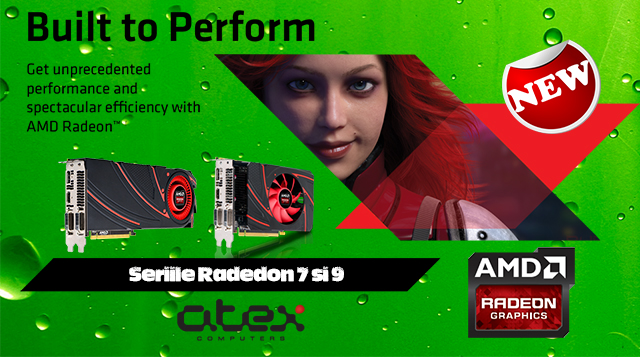 Built to Perform
Get unprecedented
performance and
spectacular efficiency with
AMD Radeon™
NEW
Seriile Radedon 7 si 9
AMD
RADEON
GRAPHICS
atex
COMPUTERS